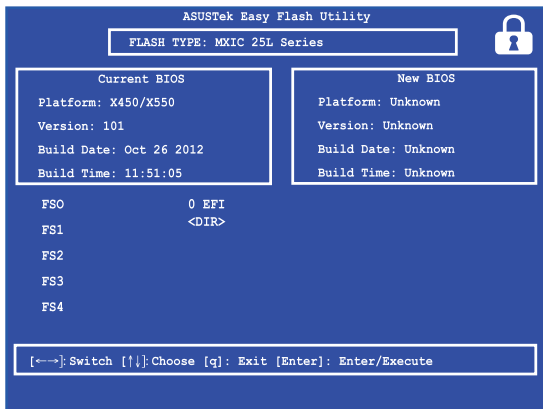 ASUSTek Easy Flash Utility
FLASH TYPE: MXIC 25L Series
Current BIOS
Platform: X450/X550
Version: 101
Build Date: Oct 26 2012
Build Time: 11:51:05
New BIOS
Platform: Unknown
Version: Unknown
Build Date: Unknown
Build Time: Unknown
FSO 0 EFI
FS1 <DIR>
FS2
FS3
FS4
[←→]: Switch [↑↓]: Choose [q]: Exit [Enter]: Enter/Execute